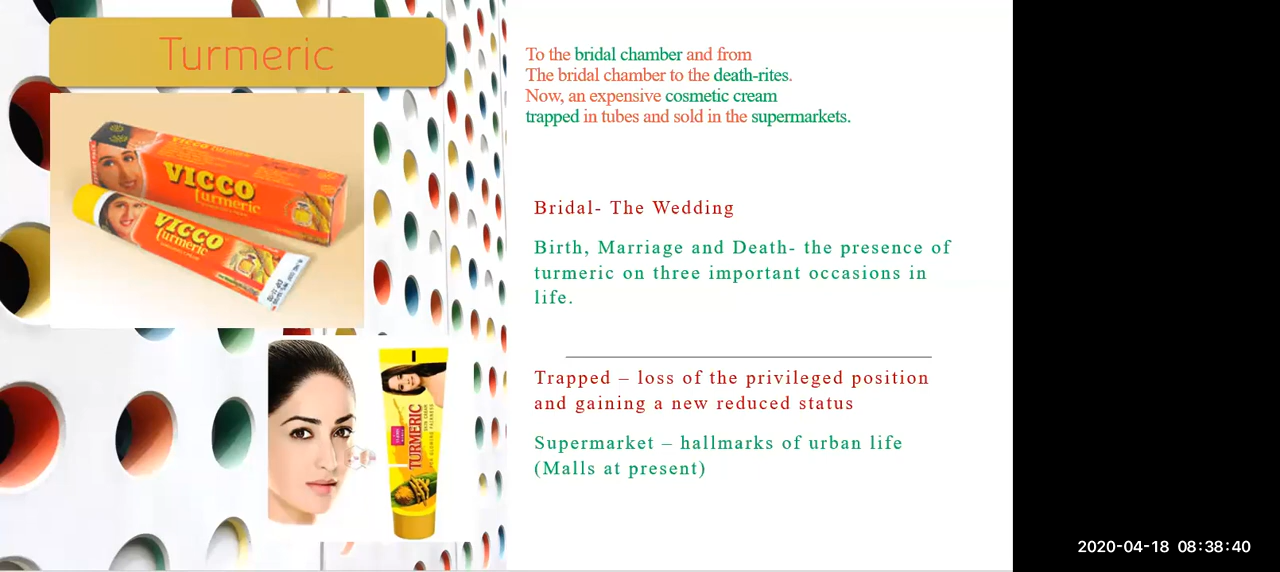 Turmeric
VICCO
turmeric
VICCO
turmeric
TURMERIC
SKIN CREAM
To the bridal chamber and from
The bridal chamber to the death-rites.
Now, an expensive cosmetic cream
trapped in tubes and sold in the supermarkets.
Bridal- The Wedding
Birth, Marriage and Death- the presence of
turmeric on three important occasions in
life.
Trapped – loss of the privileged position
and gaining a new reduced status
Supermarket – hallmarks of urban life
(Malls at present)
2020-04-18 08:38:40